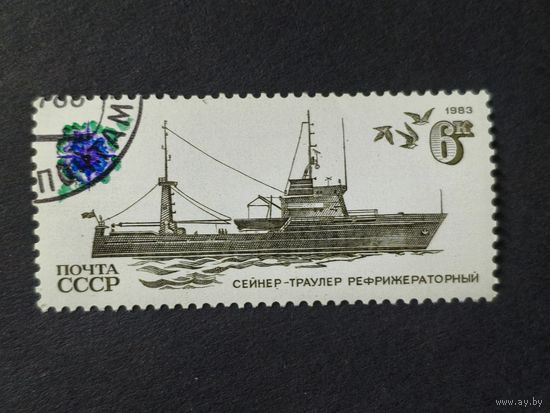 1983
6к
ПОЧТА
СССР
СЕЙНЕР-ТРАУЛЕР РЕФРИЖЕРАТОРНЫЙ
© www.ay.by